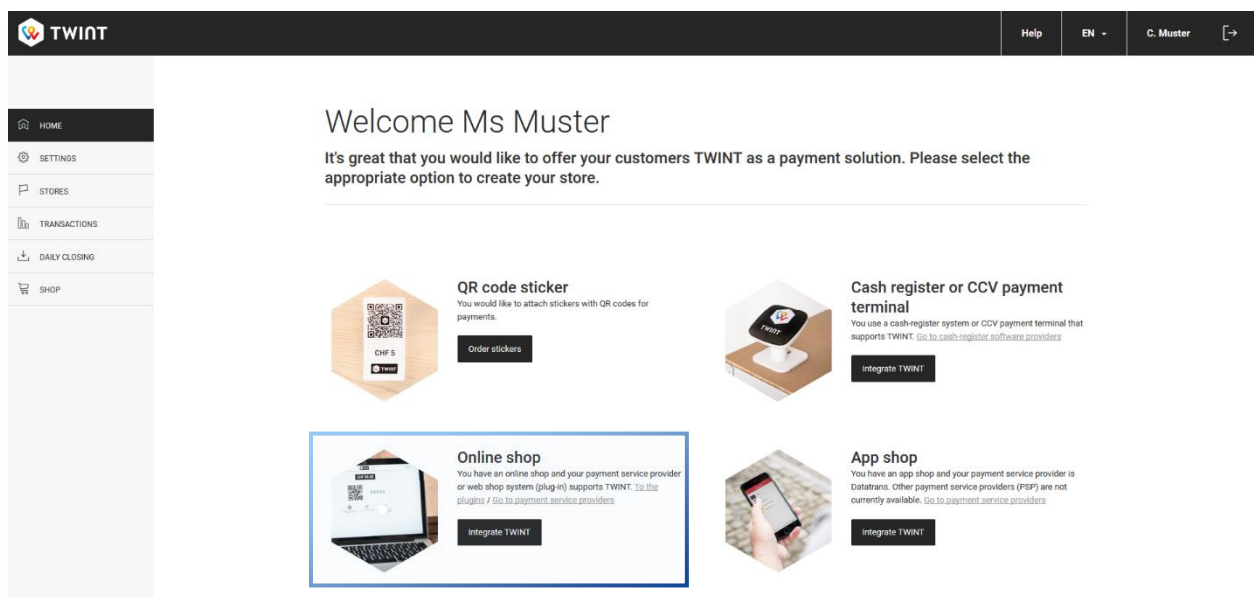 TWINT
Help
EN
C. Muster
HOME
SETTINGS
STORES
TRANSACTIONS
DAILY CLOSING
SHOP
Welcome Ms Muster
It's great that you would like to offer your customers TWINT as a payment solution. Please select the
appropriate option to create your store.
CHF 5
TWINT
QR code sticker
You would like to attach stickers with QR codes for
payments.
Order stickers
TWINT
Cash register or CCV payment
terminal
You use a cash-register system or CCV payment terminal that
supports TWINT. Go to cash-register software providers
Integrate TWINT
Online shop
You have an online shop and your payment service provider
or web shop system (plug-in) supports TWINT. To the
plugins / Go to payment service providers
Integrate TWINT
App shop
You have an app shop and your payment service provider is
Datatrans. Other payment service providers (PSP) are not
currently available. Go to payment service providers
Integrate TWINT